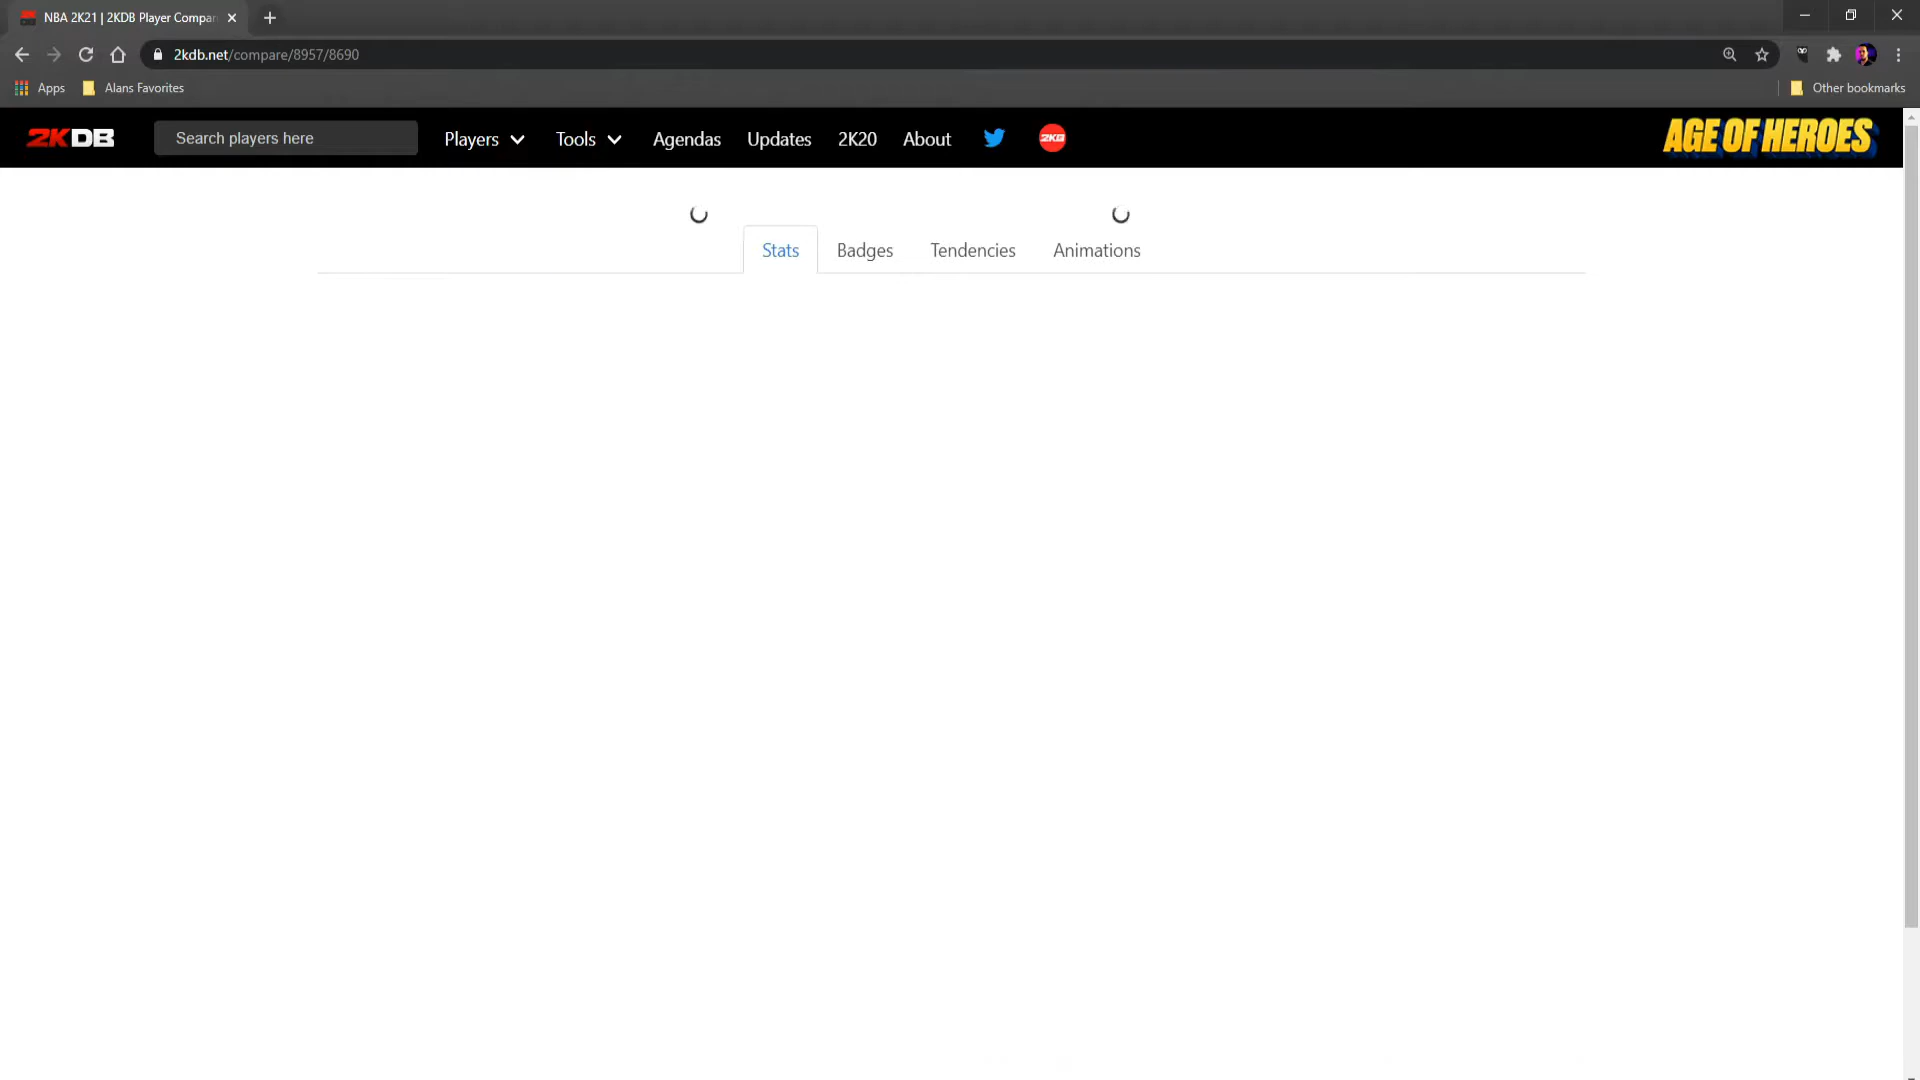 NBA 2K21 | 2KDB Player Compar
2kdb.net/compare/8957/8690
Apps
Alans Favorites
Other bookmarks
2KDB
Search players here
Players
Tools
Agendas
Updates
2K20
About
2KD
AGE OF HEROES
Stats
Badges
Tendencies
Animations